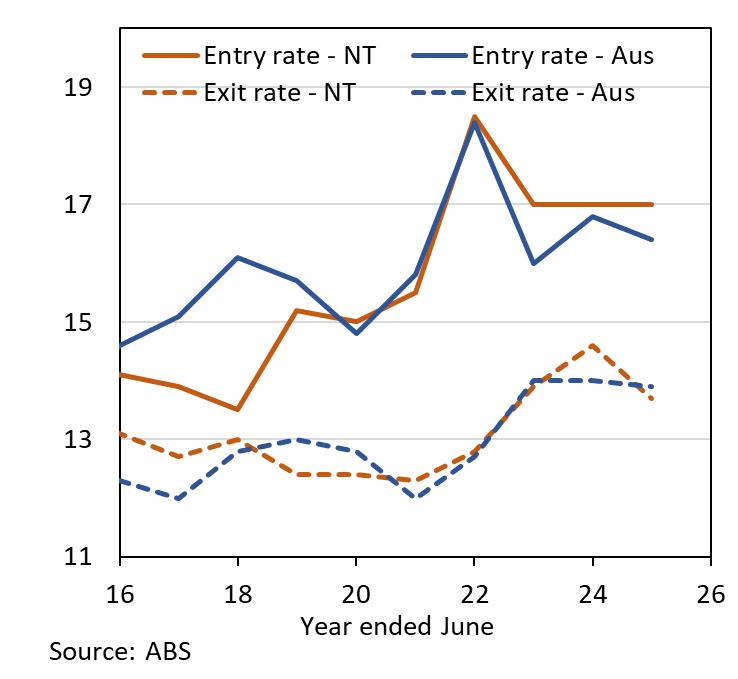 Entry rate - NT Entry rate - Aus
Exit rate - NT Exit rate - Aus
19
17
15
13
11
16 18 20 22 24 26
Year ended June
Source: ABS